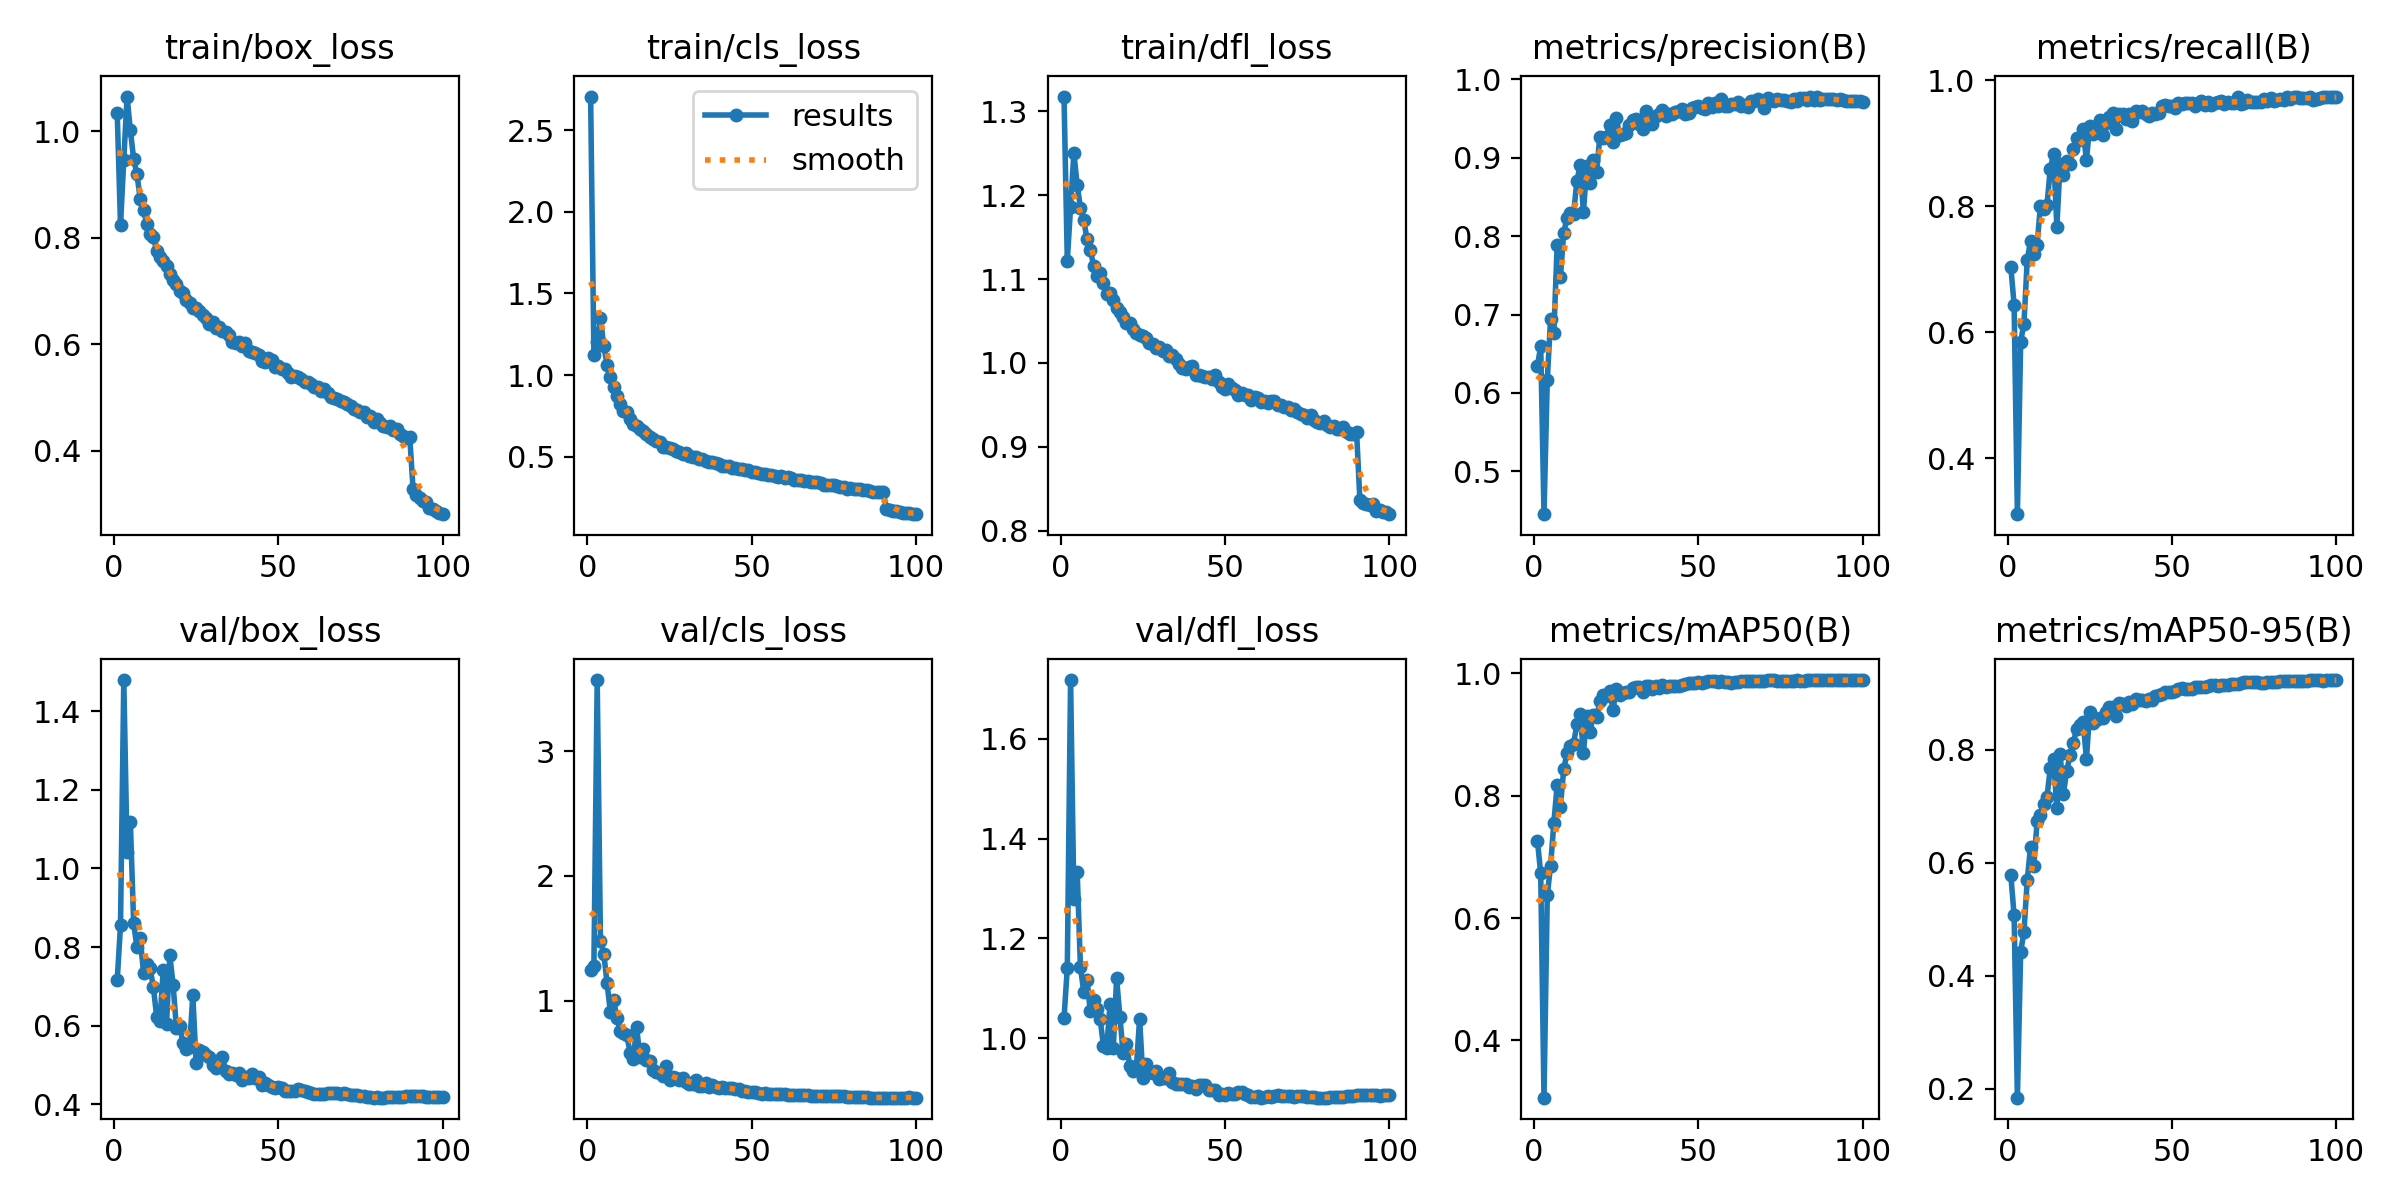 train/box_loss
1.0
0.8
0.6
0.4
0 50 100
train/cls_loss
results
smooth
2.5
2.0
1.5
1.0
0.5
0 50 100
train/dfl_loss
1.3
1.2
1.1
1.0
0.9
0.8
0 50 100
metrics/precision(B)
1.0
0.9
0.8
0.7
0.6
0.5
0 50 100
metrics/recall(B)
1.0
0.8
0.6
0.4
0 50 100
val/box_loss
1.4
1.2
1.0
0.8
0.6
0.4
0 50 100
val/cls_loss
3
2
1
0 50 100
val/dfl_loss
1.6
1.4
1.2
1.0
0 50 100
metrics/mAP50(B)
1.0
0.8
0.6
0.4
0 50 100
metrics/mAP50-95(B)
0.8
0.6
0.4
0.2
0 50 100